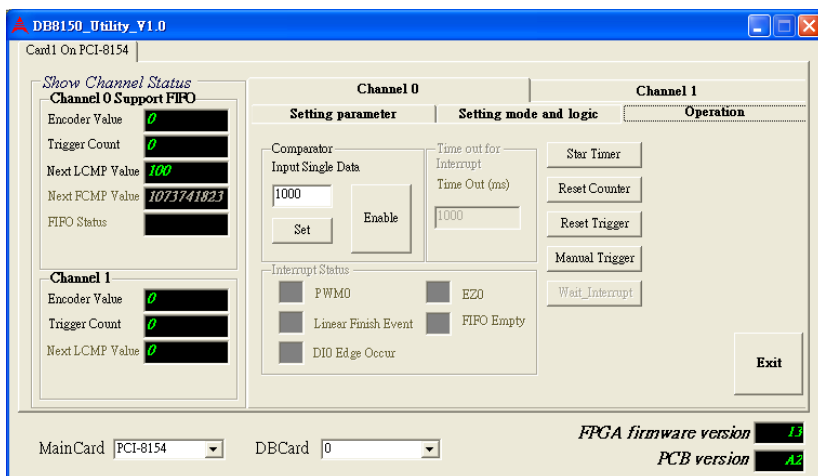 DB8150_Utility_V1.0
Card1 On PCI-8154
Show Channel Status
Channel 0 Support FIFO
Encoder Value 0
Trigger Count 0
Next LCMP Value 100
Next FCMP Value 1073741823
FIFO Status
Channel 1
Encoder Value 0
Trigger Count 0
Next LCMP Value 0
Channel 0 Channel 1
Setting parameter Setting mode and logic Operation
Comparator
Input Single Data
1000
Set
Enable
Time out for
Interrupt
Time Out (ms)
1000
Star Timer
Reset Counter
Reset Trigger
Manual Trigger
Wait_Interrupt
Interrupt Status
PWM0 EZ0
Linear Finish Event FIFO Empty
DI0 Edge Occur
Exit
MainCard PCI-8154 DBCard 0
FPGA firmware version 13
PCB version A2